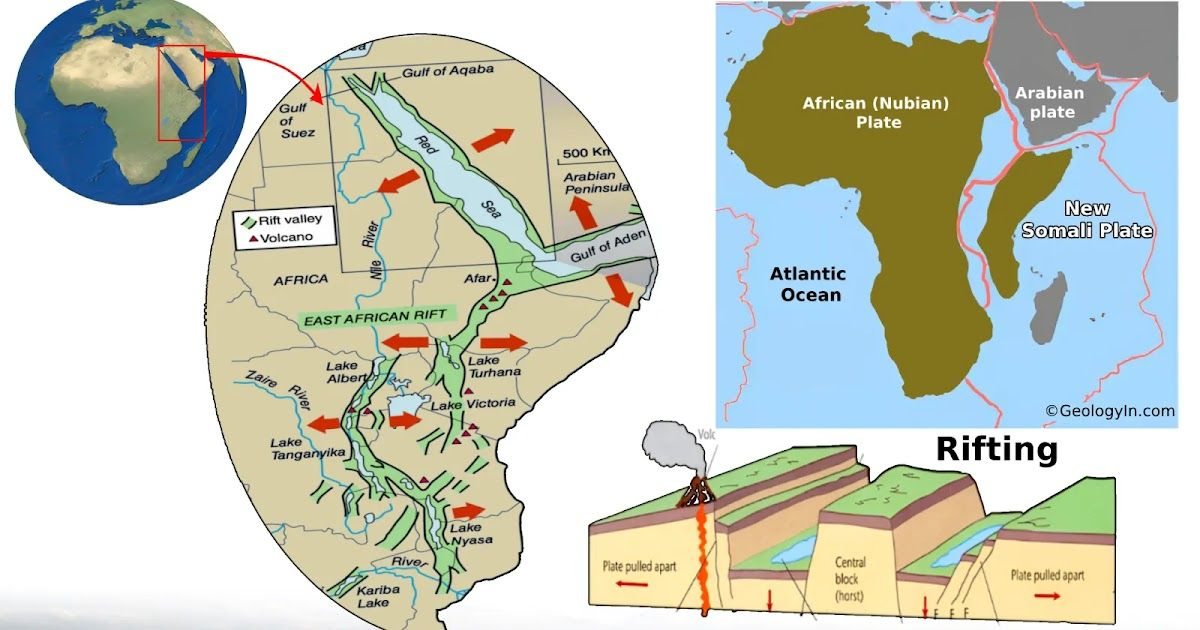 Gulf of Aqaba
Gulf
of
Suez
Red
Sea
500 Km
Arabian
Peninsula
Rift valley
Volcano
Nile River
AFRICA
Gulf of Aden
Afar
EAST AFRICAN RIFT
Lake
Albert
Lake
Turhana
Zaire River
Lake Victoria
Lake
Tanganyika
Lake
Nyasa
River
Kariba
Lake
African (Nubian)
Plate
Arabian
plate
New
Somali Plate
Atlantic
Ocean
©GeologyIn.com
Rifting
Plate pulled apart
Central
block
(horst)
Plate pulled apart
F F F